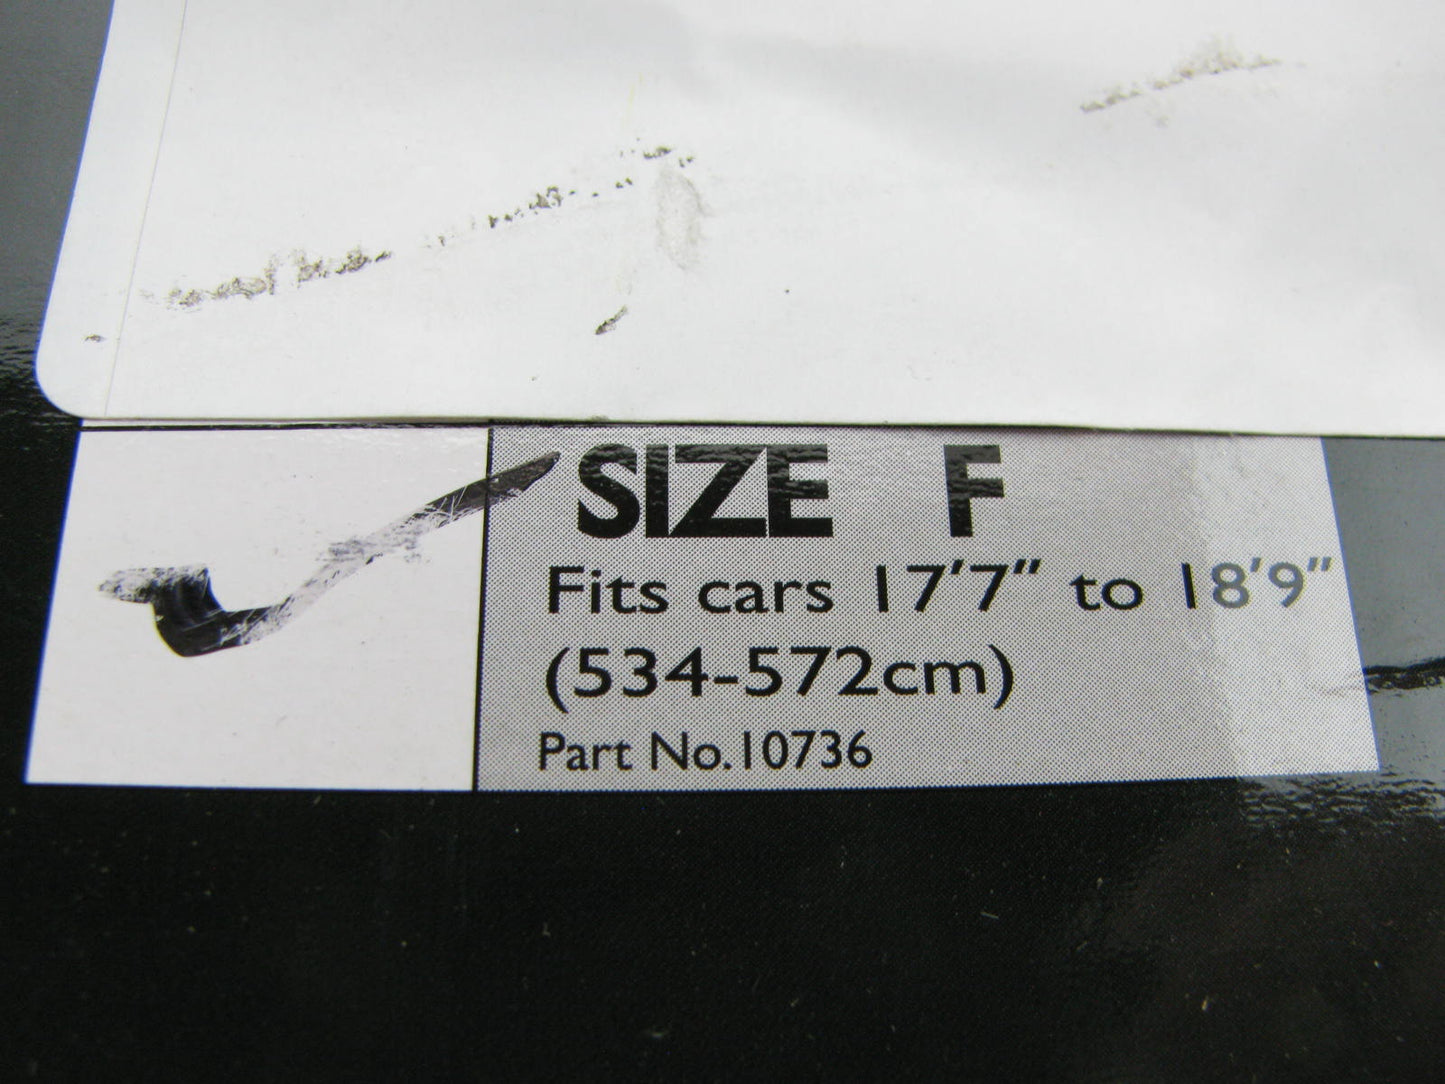 SIZE F
Fits cars 17'7" to 18'9"
(534-572cm)
Part No.10736